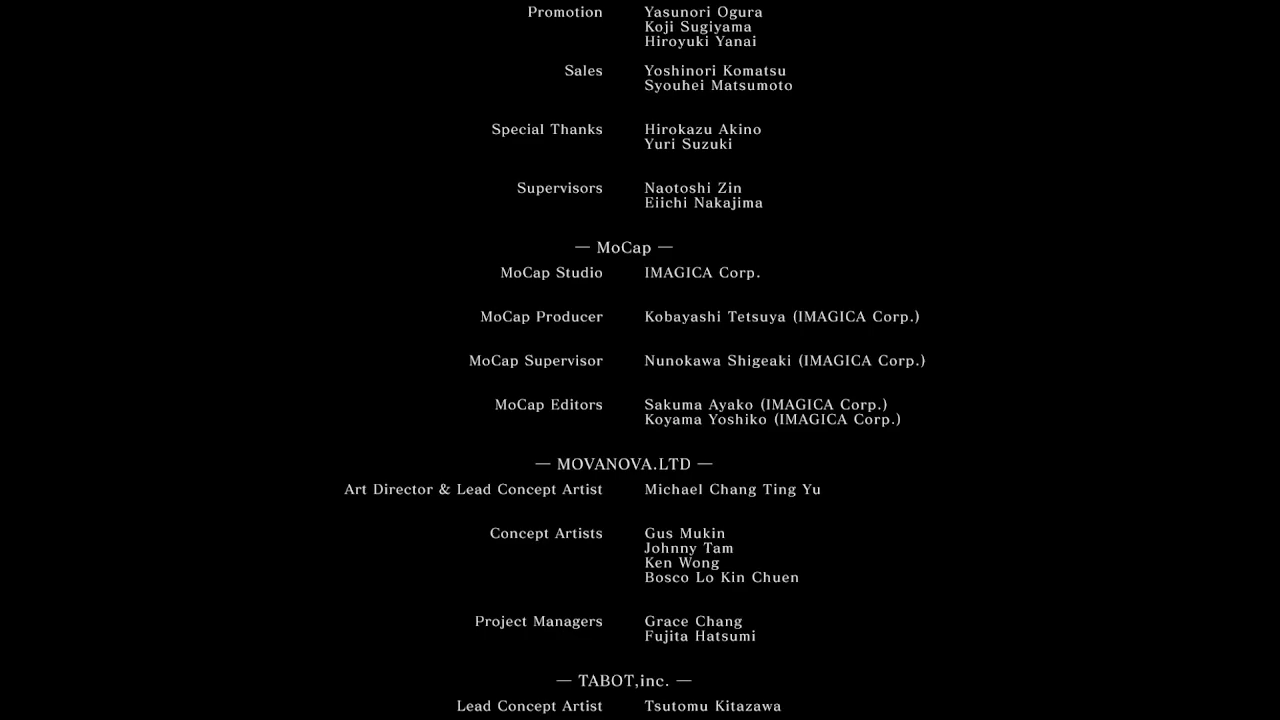 Promotion Yasunori Ogura
Koji Sugiyama
Hiroyuki Yanai
Sales Yoshinori Komatsu
Syouhei Matsumoto
Special Thanks Hirokazu Akino
Yuri Suzuki
Supervisors Naotoshi Zin
Eiichi Nakajima
— MoCap —
MoCap Studio IMAGICA Corp.
MoCap Producer Kobayashi Tetsuya (IMAGICA Corp.)
MoCap Supervisor Nunokawa Shigeaki (IMAGICA Corp.)
MoCap Editors Sakuma Ayako (IMAGICA Corp.)
Koyama Yoshiko (IMAGICA Corp.)
— MOVANOVA.LTD —
Art Director & Lead Concept Artist Michael Chang Ting Yu
Concept Artists Gus Mukin
Johnny Tam
Ken Wong
Bosco Lo Kin Chuen
Project Managers Grace Chang
Fujita Hatsumi
— TABOT,inc. —
Lead Concept Artist Tsutomu Kitazawa